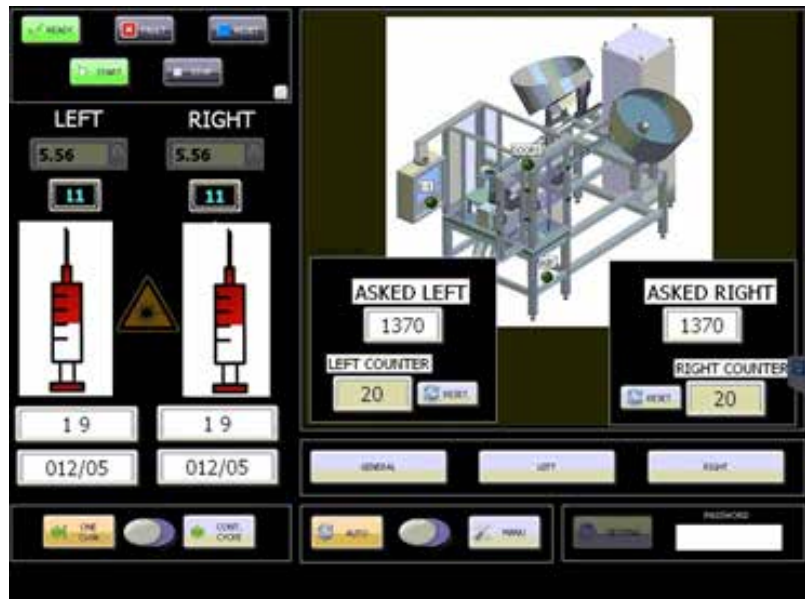 READY
FAULT
RESET
START
STOP
LEFT
RIGHT
5.56
5.56
11
11
1 9
1 9
012/05
012/05
DOOR1
ASKED LEFT
1370
LEFT COUNTER
20
RESET
ASKED RIGHT
1370
RIGHT COUNTER
RESET
20
GENERAL
LEFT
RIGHT
ONE
CONT.
CYCLE
AUTO
MANU
PASSWORD